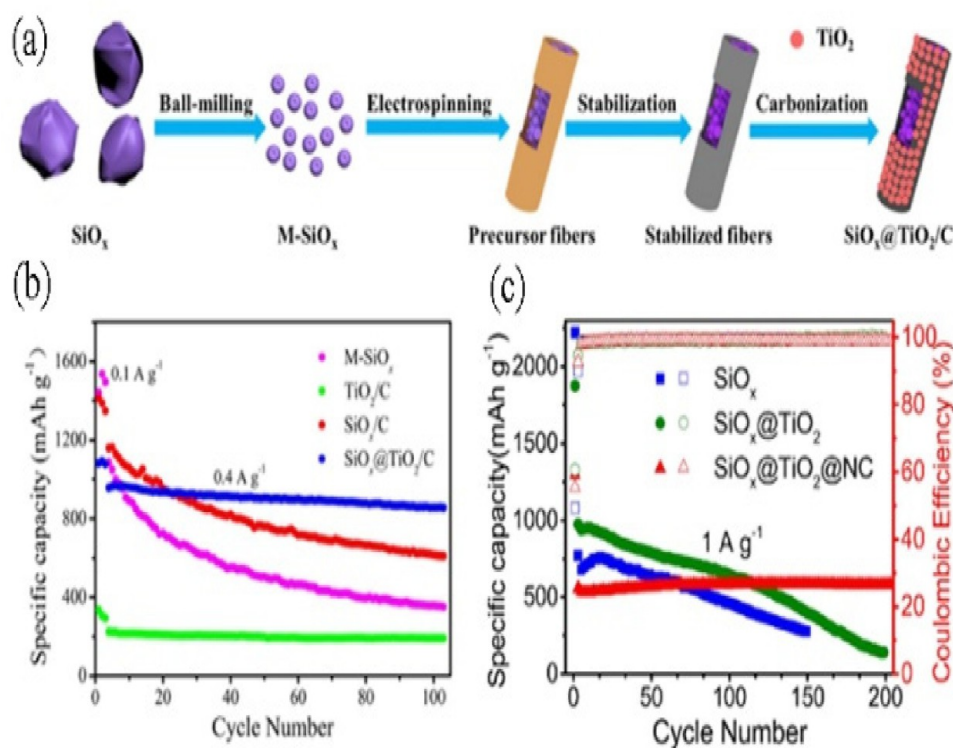 (a)
TiO₂
Ball-milling Electrospinning Stabilization Carbonization
SiOₓ M-SiOₓ Precursor fibers Stabilized fibers SiOₓ@TiO₂/C
(b)
Specific capacity (mAh g⁻¹)
1600
1200
800
400
0
0.1 A g⁻¹
M-SiOₓ
TiO₂/C
SiOₓ/C
SiOₓ@TiO₂/C
0.4 A g⁻¹
0 20 40 60 80 100
Cycle Number
(c)
Specific capacity(mAh g⁻¹)
2000
1500
1000
500
0
SiOₓ
SiOₓ@TiO₂
SiOₓ@TiO₂@NC
1 A g⁻¹
100
80
60
40
20
0
Coulombic Efficiency (%)
0 50 100 150 200
Cycle Number